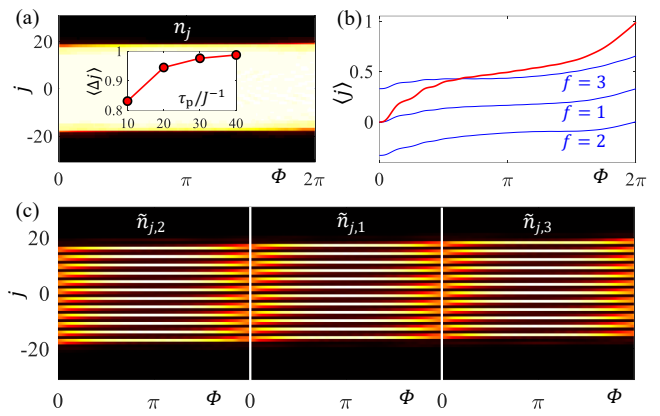 (a)
n_j
20
0
-20
j
1
0.9
0.8
⟨Δj⟩
τ_p/J⁻¹
10 20 30 40
0 π Φ 2π
(b)
1
0.5
0
⟨j⟩
f = 3
f = 1
f = 2
0 π Φ 2π
(c)
ñ_{j,2} ñ_{j,1} ñ_{j,3}
20
0
-20
j
0 π Φ 0 π Φ 0 π Φ 2π